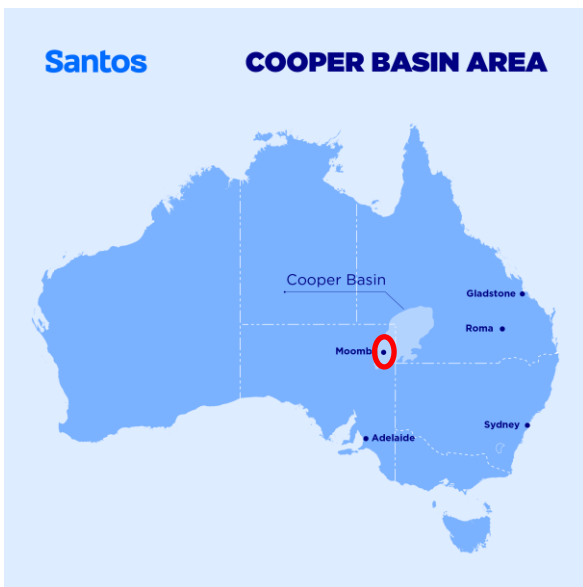 Santos
COOPER BASIN AREA
Cooper Basin
Gladstone
Roma
Moomb
Sydney
Adelaide